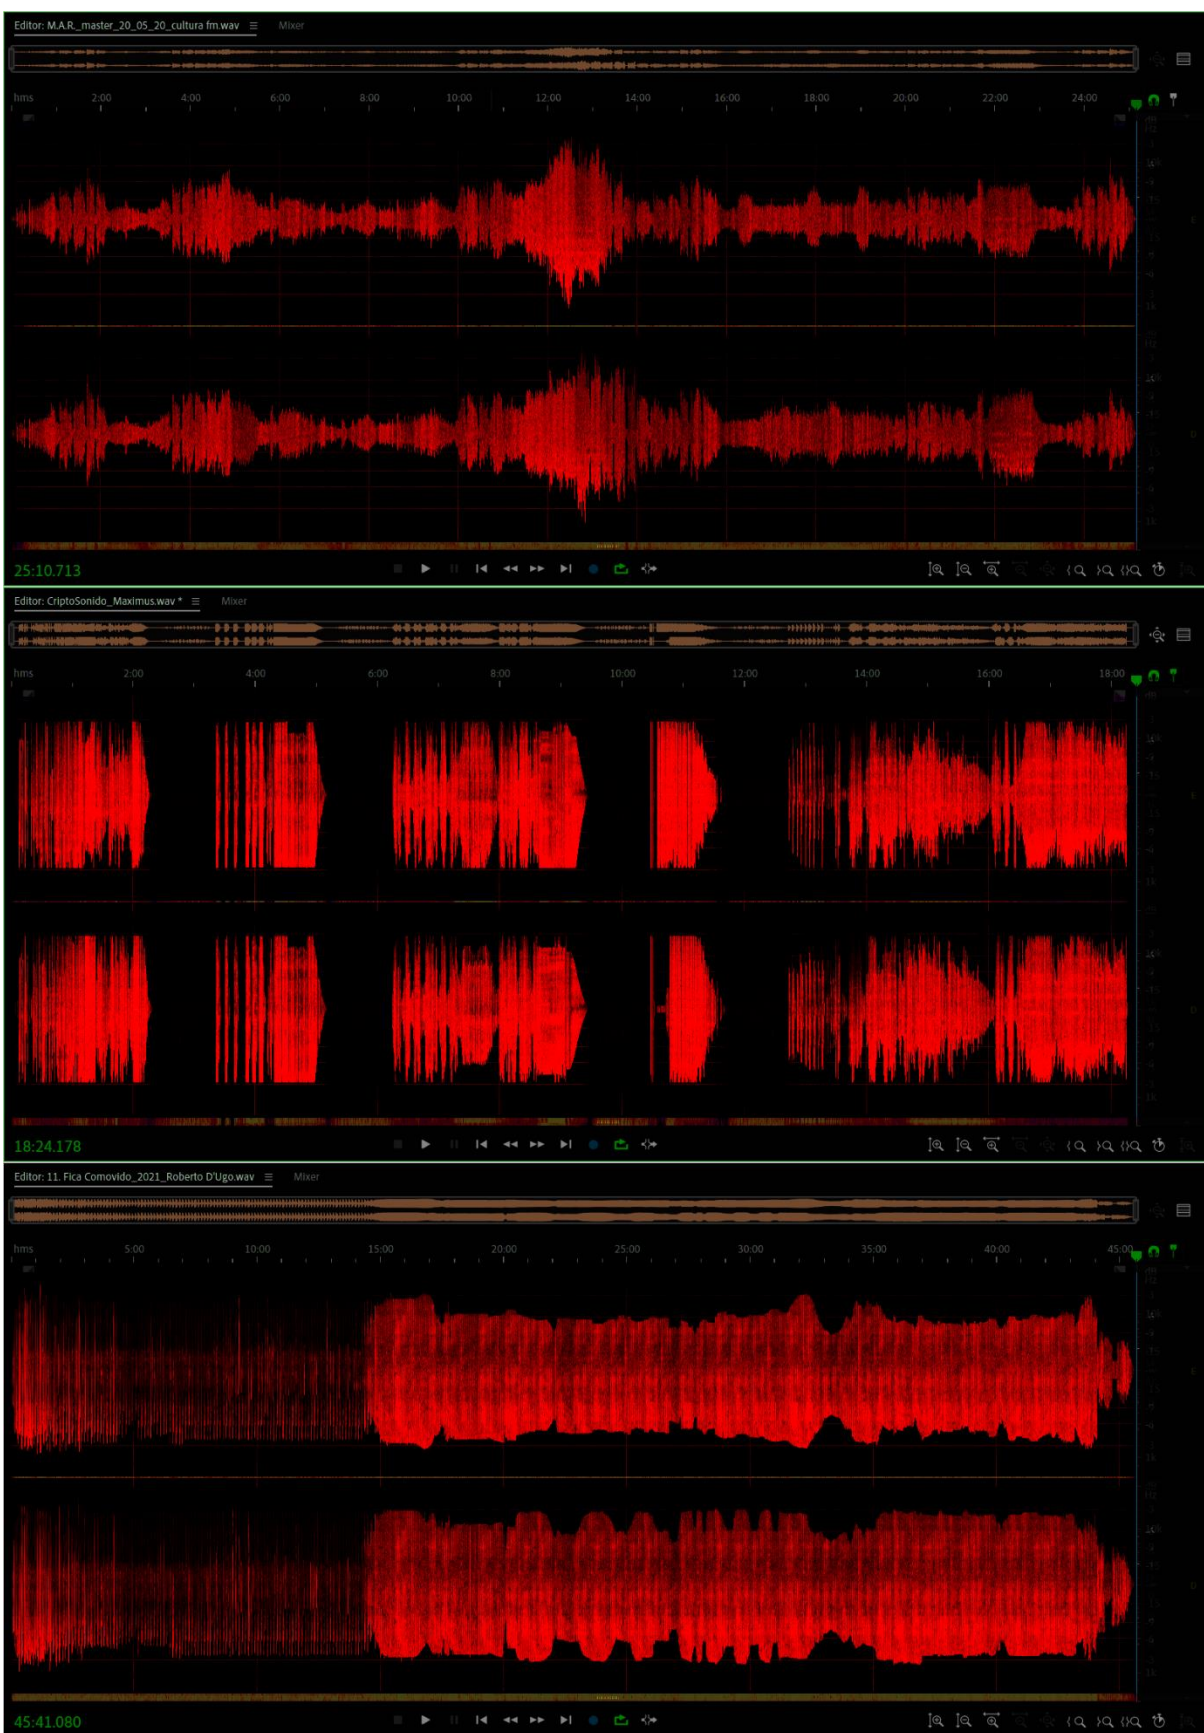 Editor: M.A.R._master_20_05_20_cultura fm.wav ☰ Mixer
hms 2:00 4:00 6:00 8:00 10:00 12:00 14:00 16:00 18:00 20:00 22:00 24:00
25:10.713
Editor: CriptoSonido_Maximus.wav * ☰ Mixer
hms 2:00 4:00 6:00 8:00 10:00 12:00 14:00 16:00 18:00
18:24.178
Editor: 11. Fica Comovido_2021_Roberto D'Ugo.wav ☰ Mixer
hms 5:00 10:00 15:00 20:00 25:00 30:00 35:00 40:00 45:00
45:41.080